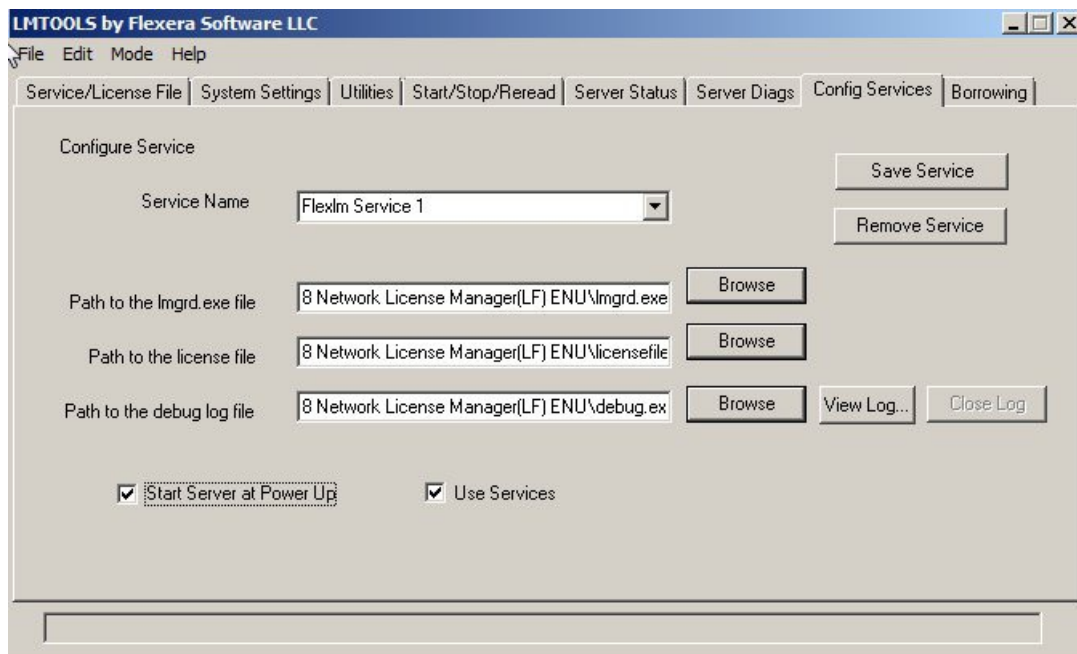 LMTOOLS by Flexera Software LLC
File Edit Mode Help
Service/License File System Settings Utilities Start/Stop/Reread Server Status Server Diags Config Services Borrowing
Configure Service
Save Service
Service Name Flexlm Service 1
Remove Service
Path to the lmgrd.exe file 8 Network License Manager(LF) ENU\lmgrd.exe Browse
Path to the license file 8 Network License Manager(LF) ENU\licensefile Browse
Path to the debug log file 8 Network License Manager(LF) ENU\debug.ex Browse View Log... Close Log
Start Server at Power Up Use Services